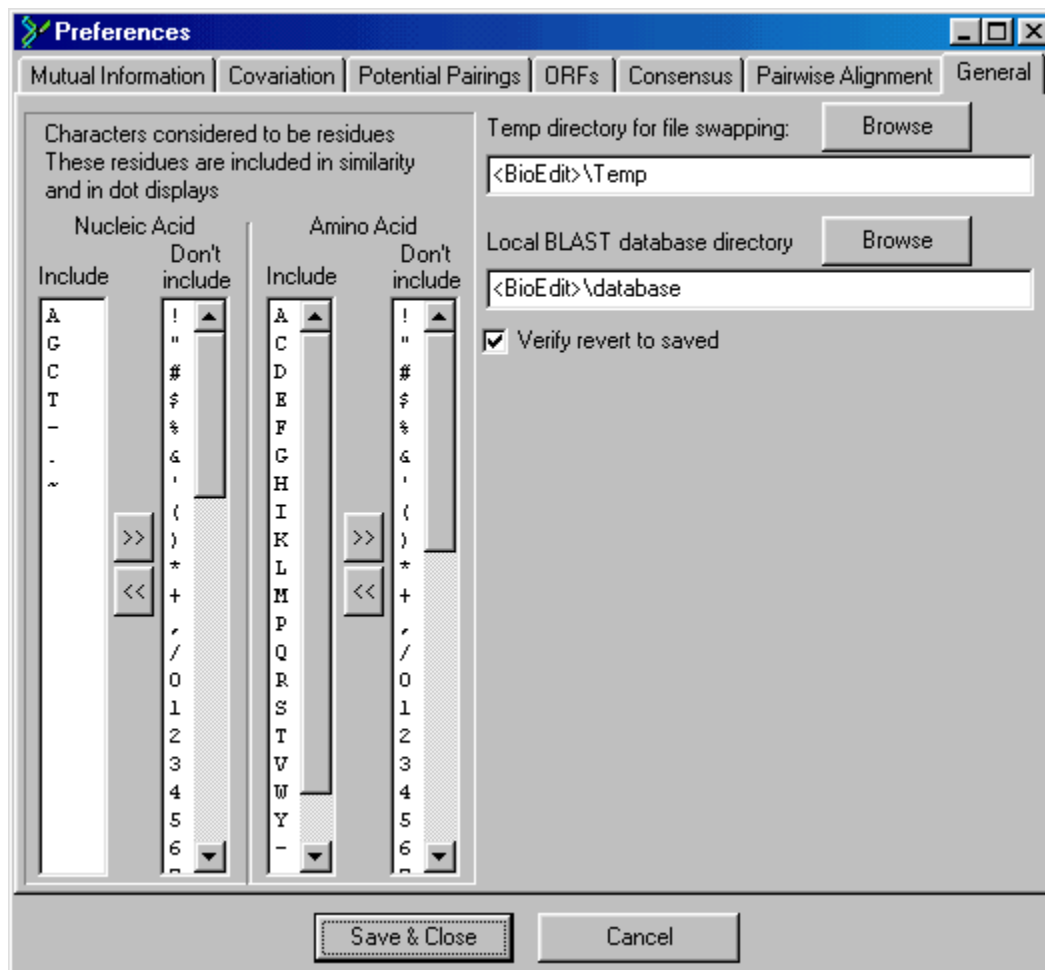 Preferences
Mutual Information Covariation Potential Pairings ORFs Consensus Pairwise Alignment General
Characters considered to be residues
These residues are included in similarity
and in dot displays
Nucleic Acid
Include
Don't
include
A
G
C
T
-
.
~
>>
<<
!
"
#
$
%
&
'
(
)
*
+
,
/
0
1
2
3
4
5
6
Amino Acid
Include
Don't
include
A
C
D
E
F
G
H
I
K
L
M
P
Q
R
S
T
V
W
Y
-
>>
<<
!
"
#
$
%
&
'
(
)
*
+
,
/
0
1
2
3
4
5
6
Temp directory for file swapping: Browse
<BioEdit>\Temp
Local BLAST database directory Browse
<BioEdit>\database
Verify revert to saved
Save & Close Cancel